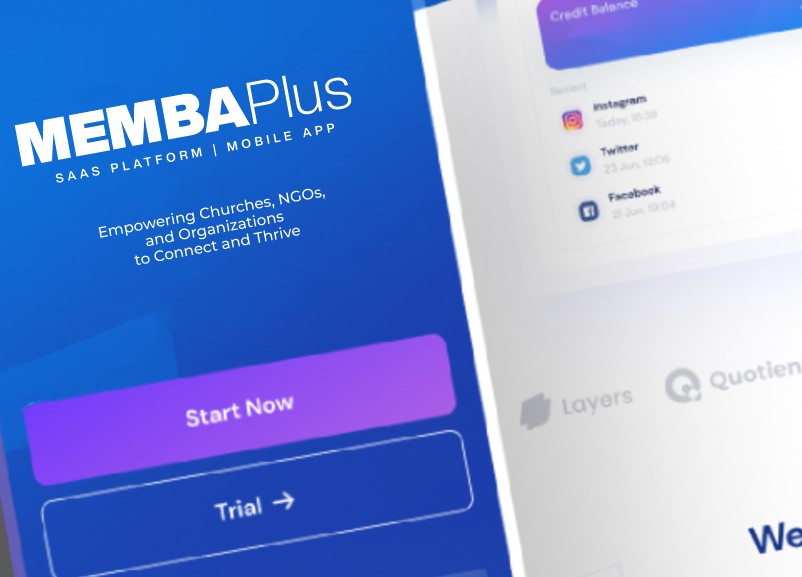 MEMBAPlus
SAAS PLATFORM | MOBILE APP
Empowering Churches, NGOs,
and Organizations
to Connect and Thrive
Start Now
Trial →
Credit Balance
Recent
Instagram
Today, 16:36
Twitter
23 Jun, 13:06
Facebook
21 Jun, 19:04
Layers
Quotien
We